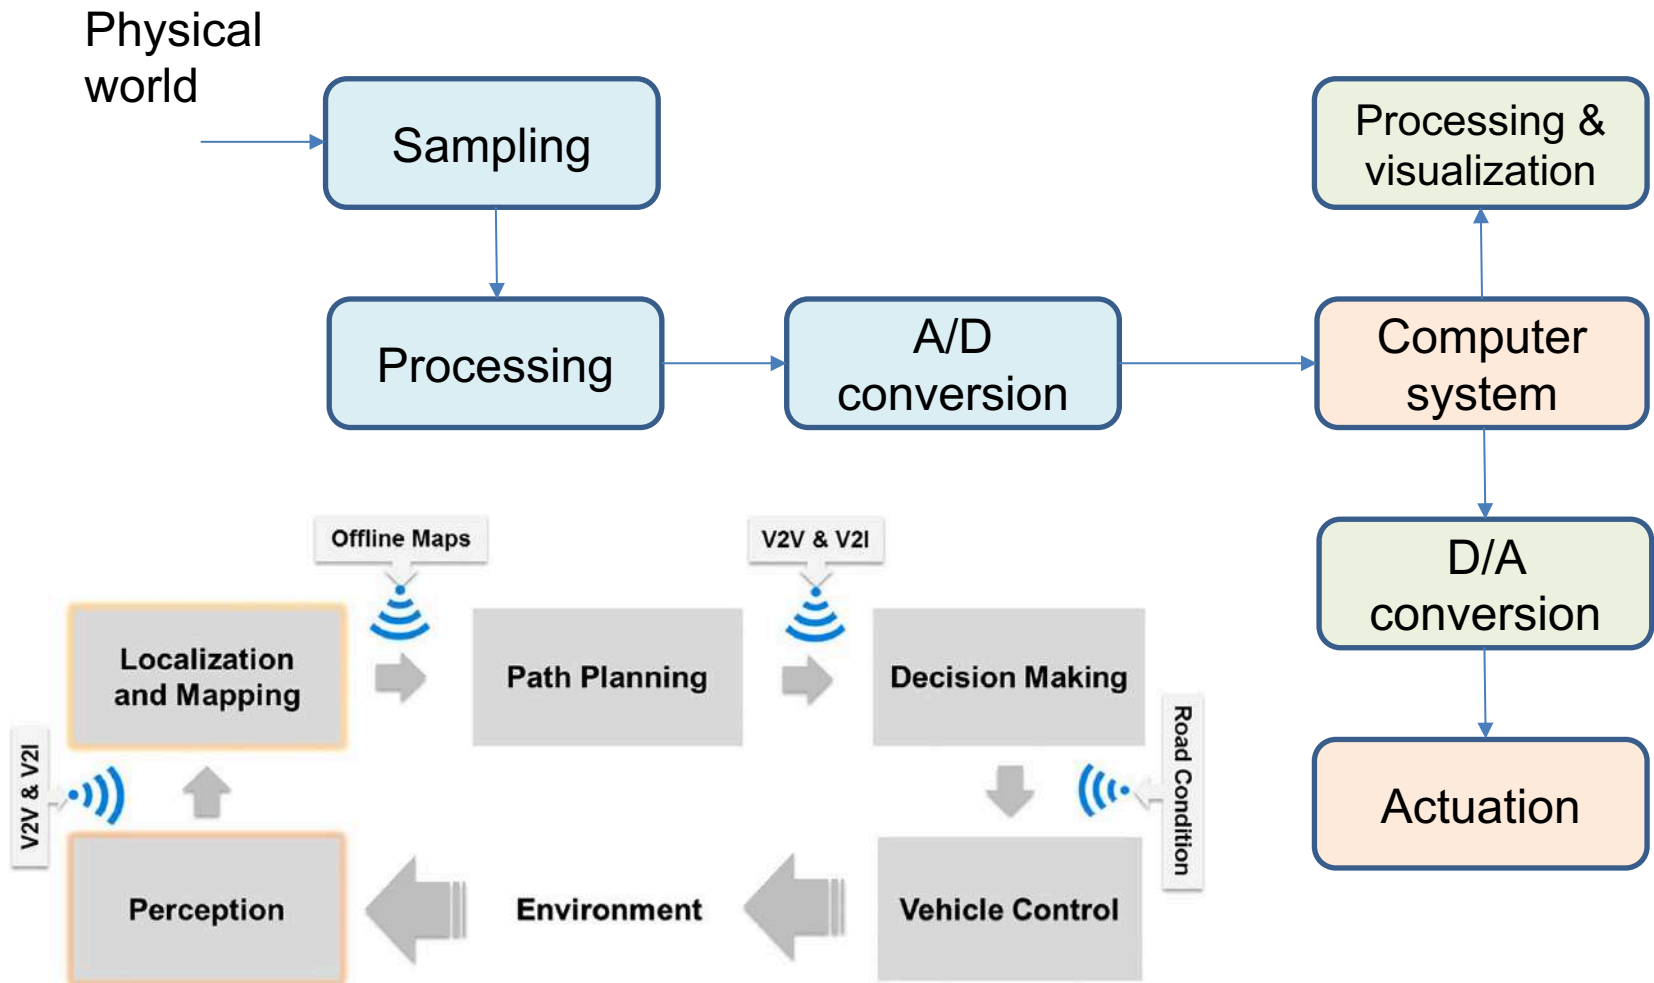 Physical
world
Sampling
Processing &
visualization
Processing
A/D
conversion
Computer
system
D/A
conversion
Actuation
Offline Maps
V2V & V2I
Localization
and Mapping
Path Planning
Decision Making
V2V & V2I
Road Condition
Perception
Environment
Vehicle Control